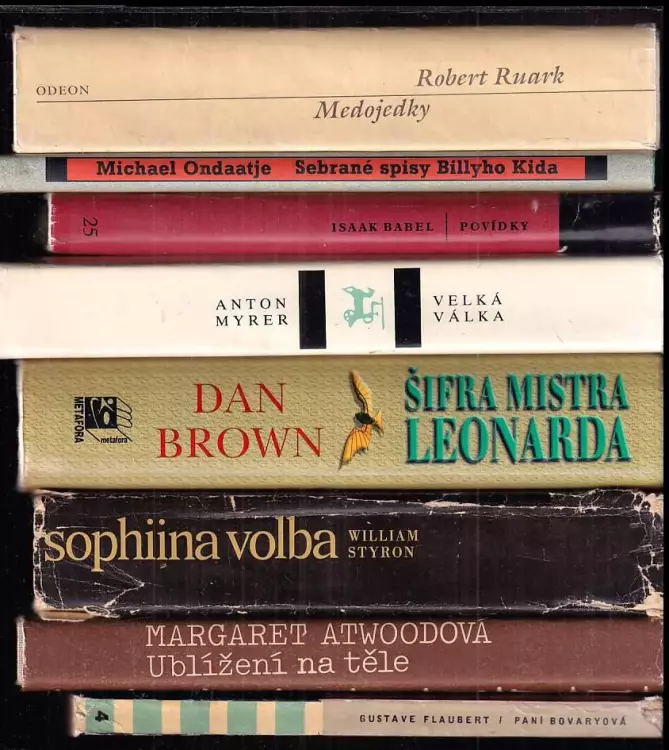 Robert Ruark
ODEON
Medojedky
Michael Ondaatje Sebrané spisy Billyho Kida
25
ISAAK BABEL | POVÍDKY
ANTON
MYRER
VELKÁ
VÁLKA
METAFORA
metafora
DAN
BROWN
ŠIFRA MISTRA
LEONARDA
sophiina volba
WILLIAM
STYRON
MARGARET ATWOODOVÁ
Ublížení na těle
4
GUSTAVE FLAUBERT / PANÍ BOVARYOVÁ